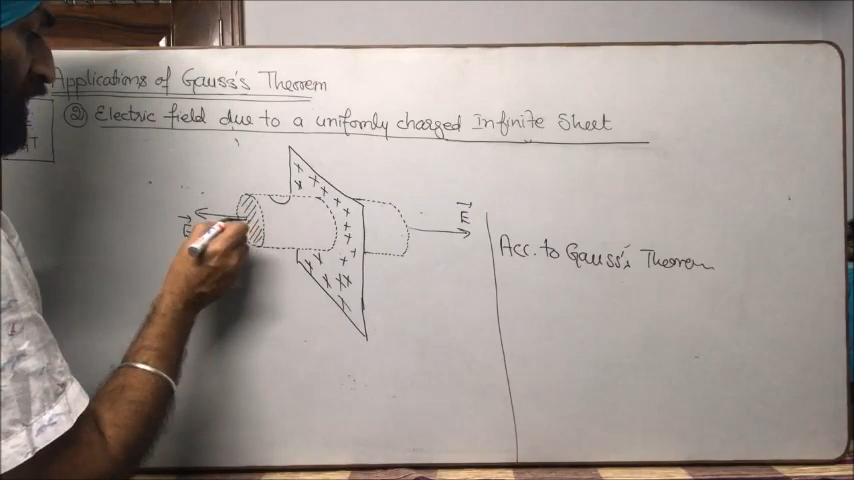 Applications of Gauss's Theorem
② Electric field due to a uniformly charged Infinite Sheet
E
E
Acc. to Gauss's Theorem